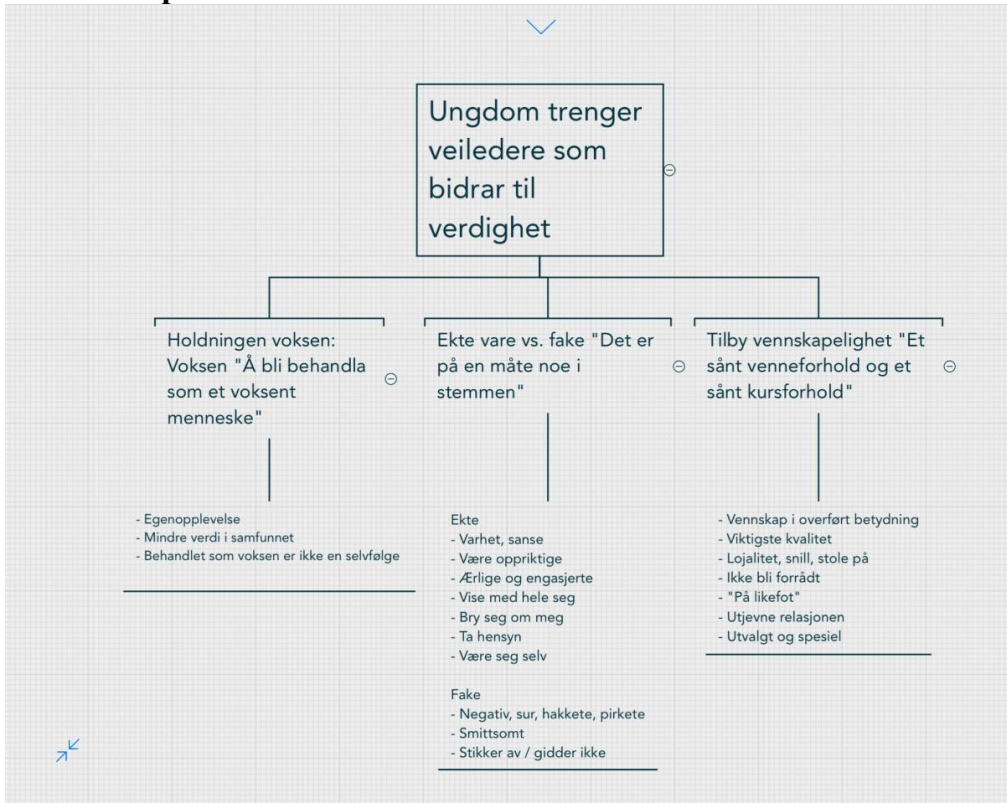 Ungdom trenger
veiledere som
bidrar til
verdighet
Holdningen voksen:
Voksen "Å bli behandla
som et voksent
menneske"
- Egenopplevelse
- Mindre verdi i samfunnet
- Behandlet som voksen er ikke en selvfølge
Ekte vare vs. fake "Det er
på en måte noe i
stemmen"
Ekte
- Varhet, sanse
- Være oppriktige
- Ærlige og engasjerte
- Vise med hele seg
- Bry seg om meg
- Ta hensyn
- Være seg selv
Fake
- Negativ, sur, hakkete, pirkete
- Smittsomt
- Stikker av / gidder ikke
Tilby vennskapelighet "Et
sånt venneforhold og et
sånt kursforhold"
- Vennskap i overført betydning
- Viktigste kvalitet
- Lojalitet, snill, stole på
- Ikke bli forrådt
- "På likefot"
- Utjevne relasjonen
- Utvalgt og spesiel